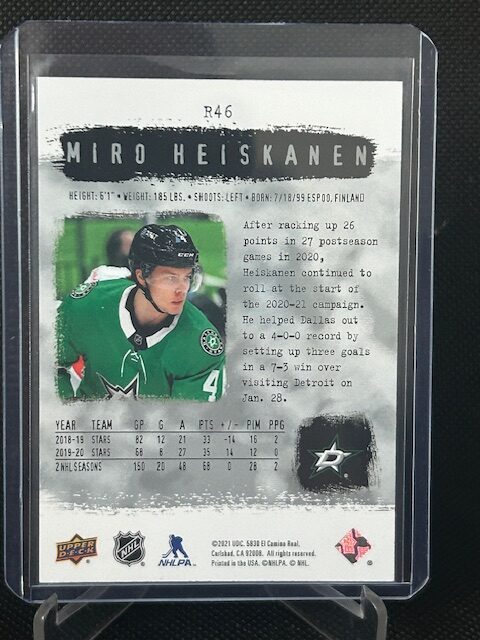 R46
MIRO HEISKANEN
HEIGHT: 6'1" • WEIGHT: 185 LBS. • SHOOTS: LEFT • BORN: 7/18/99 ESPOO, FINLAND
After racking up 26
points in 27 postseason
games in 2020,
Heiskanen continued to
roll at the start of
the 2020-21 campaign.
He helped Dallas out
to a 4-0-0 record by
setting up three goals
in a 7-3 win over
visiting Detroit on
Jan. 28.
CCM
4
YEAR TEAM GP G A PTS +/- PIM PPG
2018-19 STARS 82 12 21 33 -14 16 2
2019-20 STARS 68 8 27 35 14 12 0
2 NHL SEASONS 150 20 48 68 0 28 2
D
UPPER DECK
NHL
NHLPA
©2021 UDC. 5830 El Camino Real,
Carlsbad, CA 92008. All rights reserved.
Printed in the USA. ©NHLPA. © NHL.